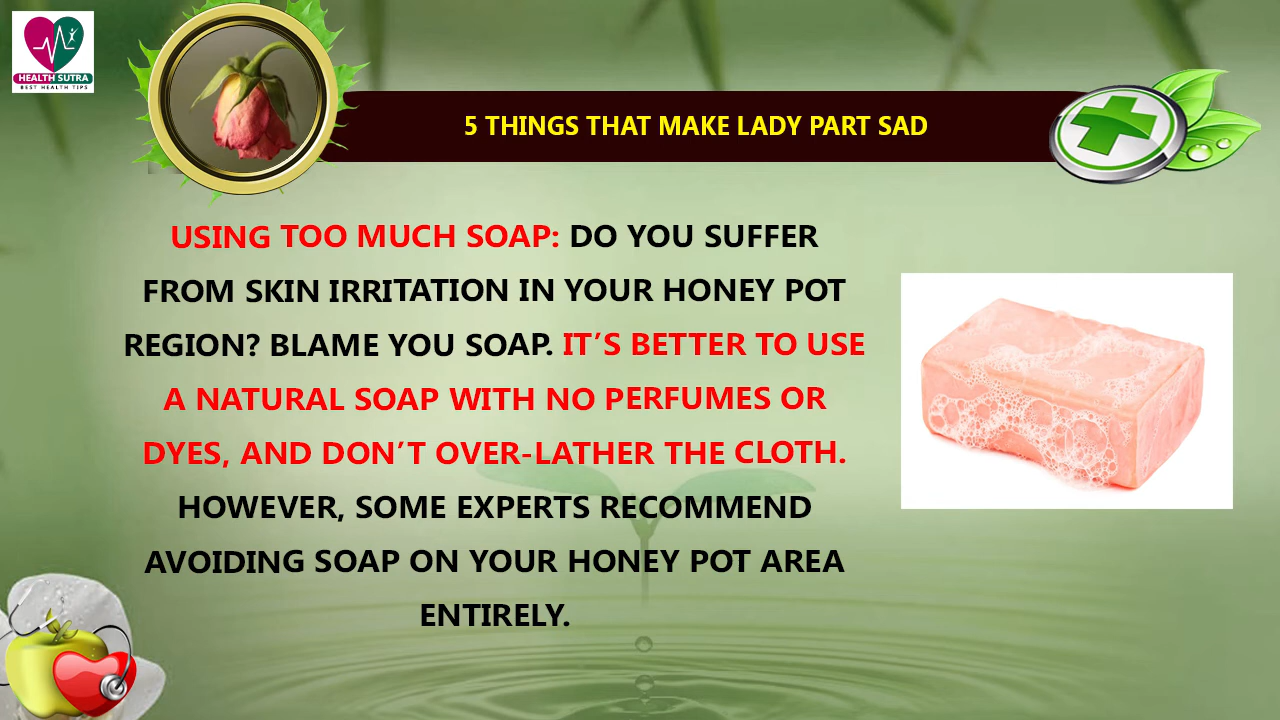 HEALTH SUTRA
BEST HEALTH TIPS
5 THINGS THAT MAKE LADY PART SAD
USING TOO MUCH SOAP: DO YOU SUFFER
FROM SKIN IRRITATION IN YOUR HONEY POT
REGION? BLAME YOU SOAP. IT’S BETTER TO USE
A NATURAL SOAP WITH NO PERFUMES OR
DYES, AND DON’T OVER-LATHER THE CLOTH.
HOWEVER, SOME EXPERTS RECOMMEND
AVOIDING SOAP ON YOUR HONEY POT AREA
ENTIRELY.